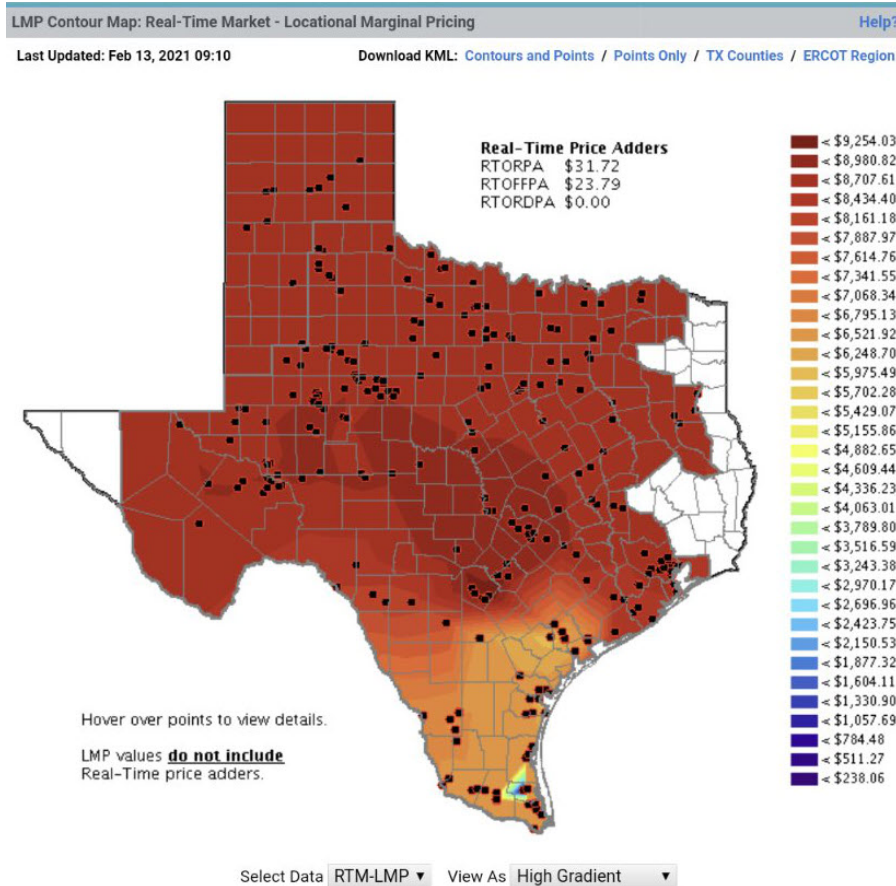 LMP Contour Map: Real-Time Market - Locational Marginal Pricing
Help?
Last Updated: Feb 13, 2021 09:10
Download KML: Contours and Points / Points Only / TX Counties / ERCOT Region
Real-Time Price Adders
RTORPA $31.72
RTOFFPA $23.79
RTORDPA $0.00
< $9,254.03
< $8,980.82
< $8,707.61
< $8,434.40
< $8,161.18
< $7,887.97
< $7,614.76
< $7,341.55
< $7,068.34
< $6,795.13
< $6,521.92
< $6,248.70
< $5,975.49
< $5,702.28
< $5,429.07
< $5,155.86
< $4,882.65
< $4,609.44
< $4,336.23
< $4,063.01
< $3,789.80
< $3,516.59
< $3,243.38
< $2,970.17
< $2,696.96
< $2,423.75
< $2,150.53
< $1,877.32
< $1,604.11
< $1,330.90
< $1,057.69
< $784.48
< $511.27
< $238.06
Hover over points to view details.
LMP values do not include
Real-Time price adders.
Select Data RTM-LMP ▼ View As High Gradient ▼